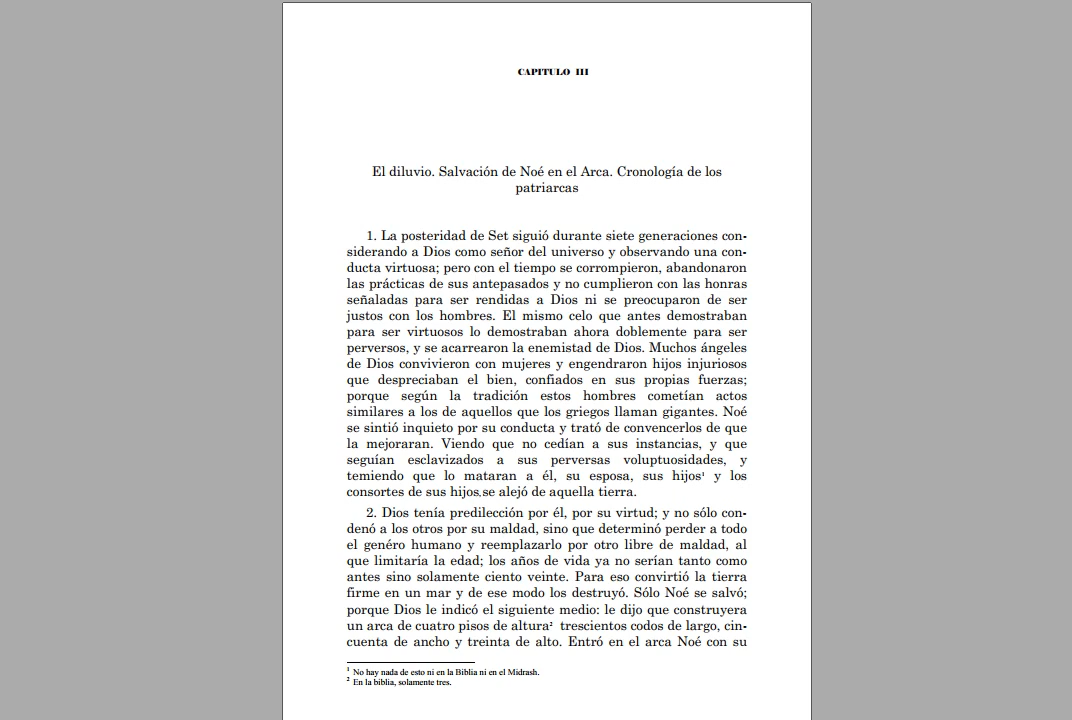 CAPITULO III
El diluvio. Salvación de Noé en el Arca. Cronología de los
patriarcas
1. La posteridad de Set siguió durante siete generaciones con-
siderando a Dios como señor del universo y observando una con-
ducta virtuosa; pero con el tiempo se corrompieron, abandonaron
las prácticas de sus antepasados y no cumplieron con las honras
señaladas para ser rendidas a Dios ni se preocuparon de ser
justos con los hombres. El mismo celo que antes demostraban
para ser virtuosos lo demostraban ahora doblemente para ser
perversos, y se acarrearon la enemistad de Dios. Muchos ángeles
de Dios convivieron con mujeres y engendraron hijos injuriosos
que despreciaban el bien, confiados en sus propias fuerzas;
porque según la tradición estos hombres cometían actos
similares a los de aquellos que los griegos llaman gigantes. Noé
se sintió inquieto por su conducta y trató de convencerlos de que
la mejoraran. Viendo que no cedían a sus instancias, y que
seguían esclavizados a sus perversas voluptuosidades, y
temiendo que lo mataran a él, su esposa, sus hijos¹ y los
consortes de sus hijos,se alejó de aquella tierra.
2. Dios tenía predilección por él, por su virtud; y no sólo con-
denó a los otros por su maldad, sino que determinó perder a todo
el genéro humano y reemplazarlo por otro libre de maldad, al
que limitaría la edad; los años de vida ya no serían tanto como
antes sino solamente ciento veinte. Para eso convirtió la tierra
firme en un mar y de ese modo los destruyó. Sólo Noé se salvó;
porque Dios le indicó el siguiente medio: le dijo que construyera
un arca de cuatro pisos de altura² trescientos codos de largo, cin-
cuenta de ancho y treinta de alto. Entró en el arca Noé con su
¹ No hay nada de esto ni en la Biblia ni en el Midrash.
² En la biblia, solamente tres.